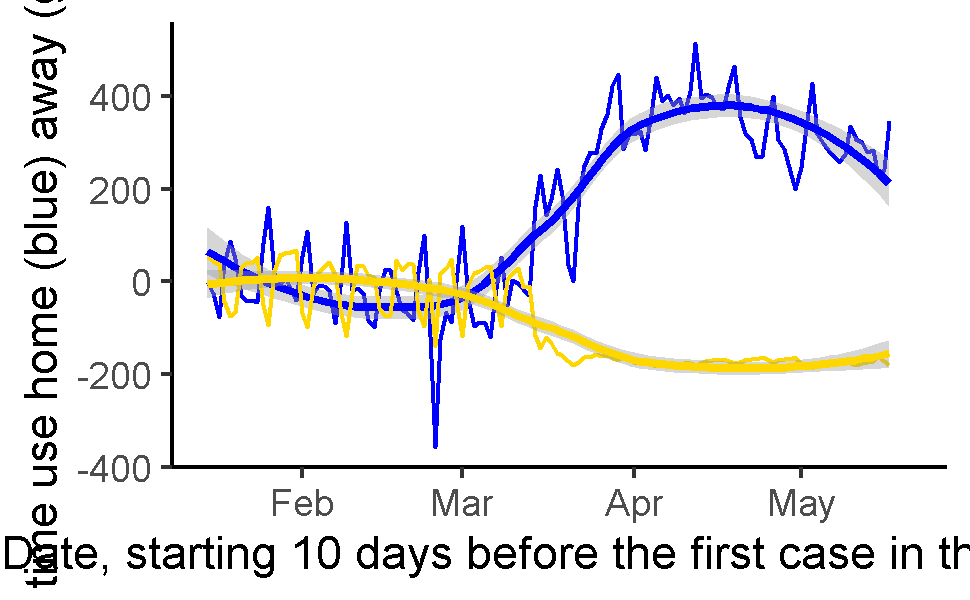 time use home (blue) away (
400
200
0
-200
-400
Feb Mar Apr May
Date, starting 10 days before the first case in th